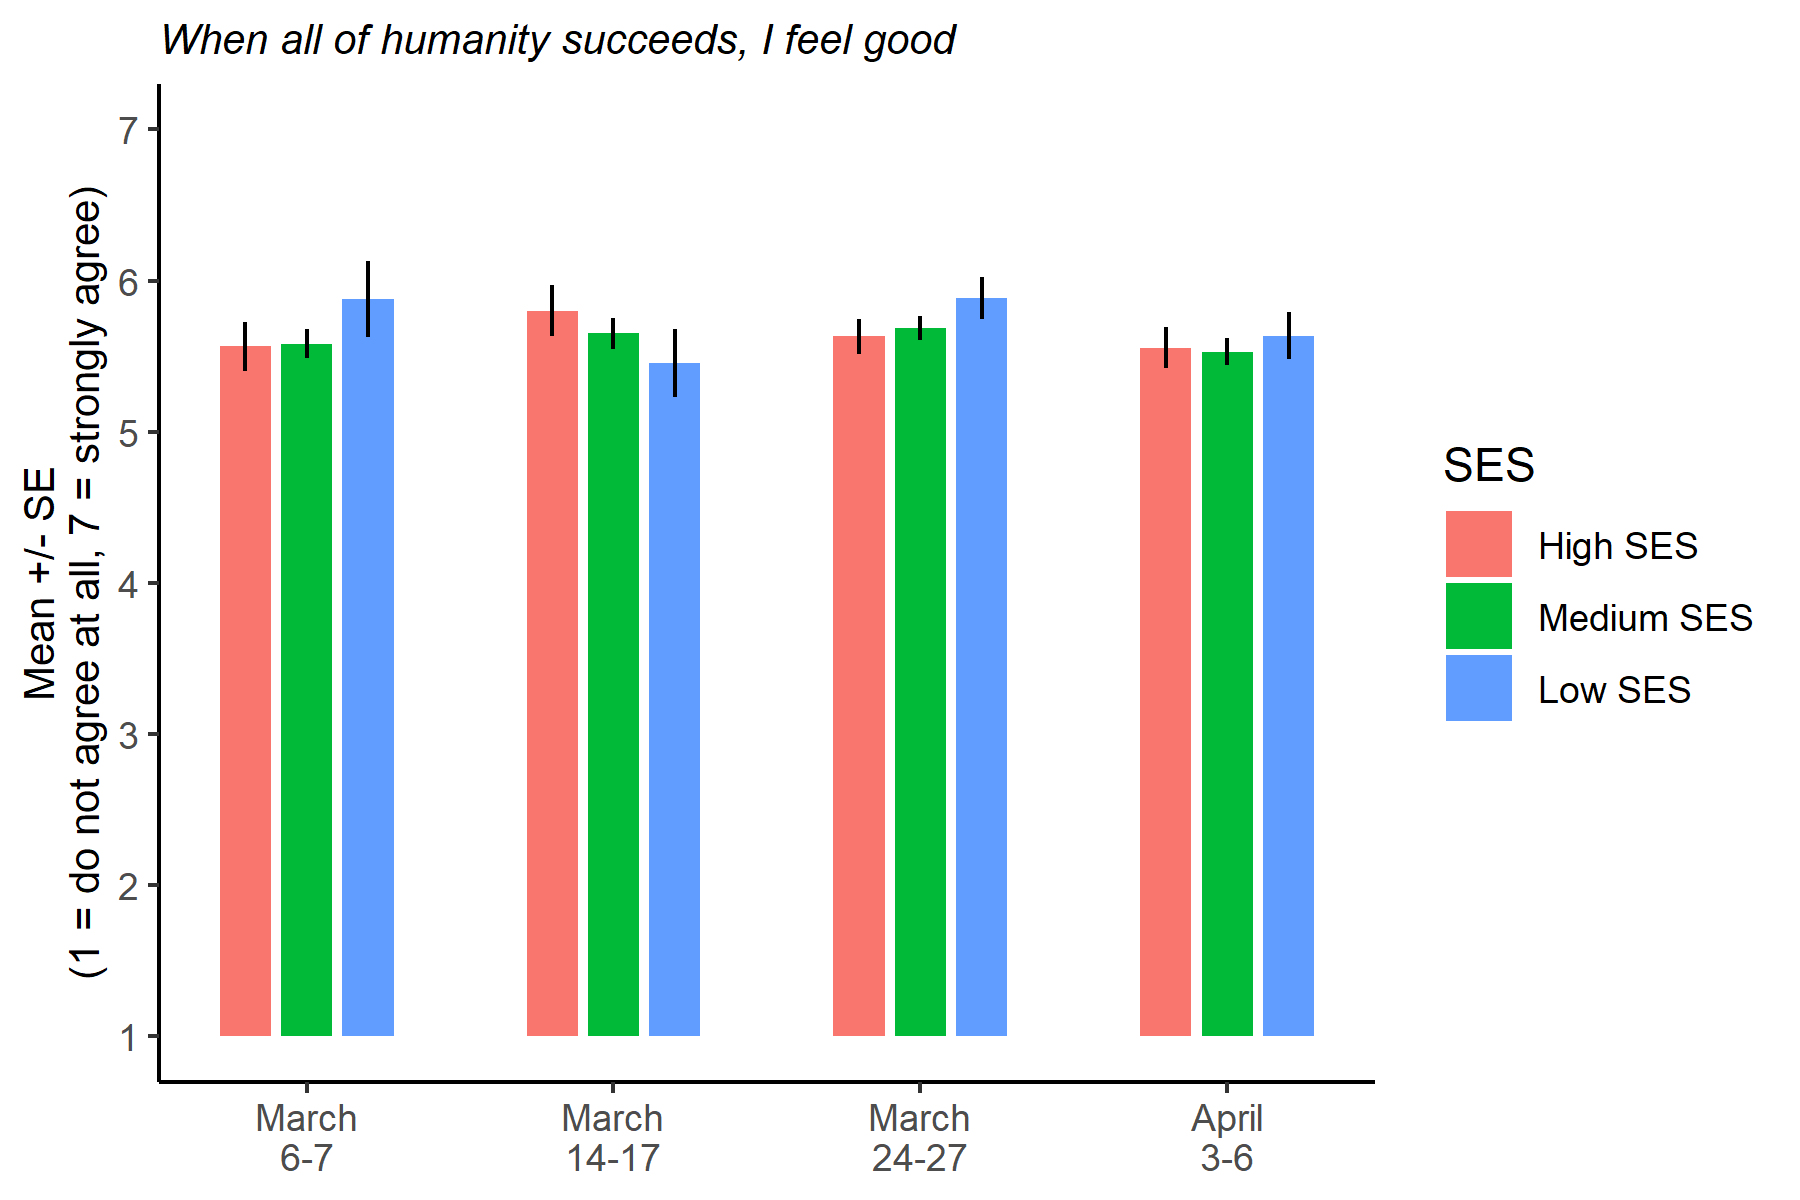 When all of humanity succeeds, I feel good
Mean +/- SE
(1 = do not agree at all, 7 = strongly agree)
7
6
5
4
3
2
1
March
6-7
March
14-17
March
24-27
April
3-6
SES
High SES
Medium SES
Low SES